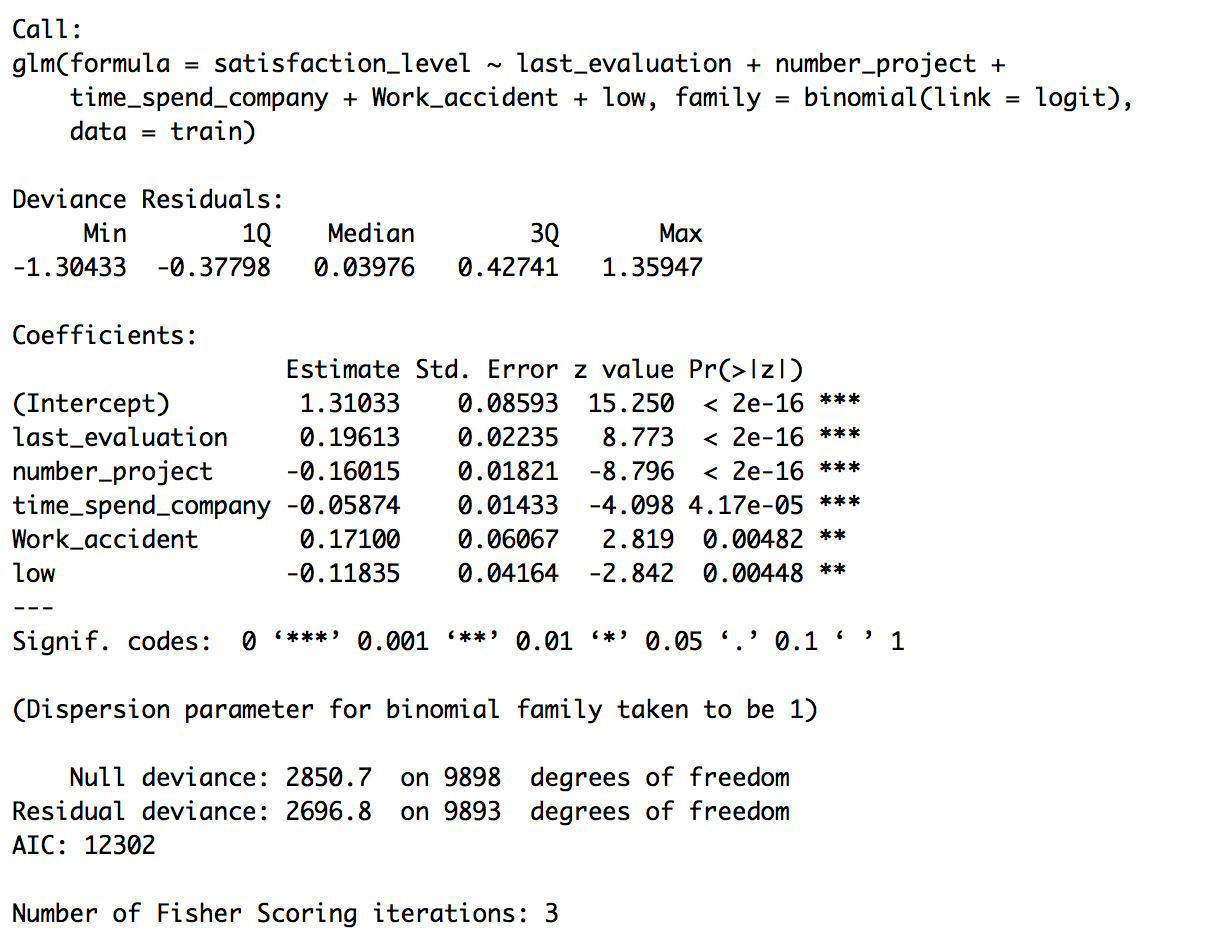 Call:
glm(formula = satisfaction_level ~ last_evaluation + number_project +
    time_spend_company + Work_accident + low, family = binomial(link = logit),
    data = train)

Deviance Residuals:
     Min        1Q    Median        3Q       Max
-1.30433  -0.37798   0.03976   0.42741   1.35947

Coefficients:
                   Estimate Std. Error z value Pr(>|z|)
(Intercept)         1.31033    0.08593  15.250  < 2e-16 ***
last_evaluation     0.19613    0.02235   8.773  < 2e-16 ***
number_project     -0.16015    0.01821  -8.796  < 2e-16 ***
time_spend_company -0.05874    0.01433  -4.098 4.17e-05 ***
Work_accident       0.17100    0.06067   2.819  0.00482 **
low                -0.11835    0.04164  -2.842  0.00448 **
---
Signif. codes:  0 ‘***’ 0.001 ‘**’ 0.01 ‘*’ 0.05 ‘.’ 0.1 ‘ ’ 1

(Dispersion parameter for binomial family taken to be 1)

    Null deviance: 2850.7  on 9898  degrees of freedom
Residual deviance: 2696.8  on 9893  degrees of freedom
AIC: 12302

Number of Fisher Scoring iterations: 3